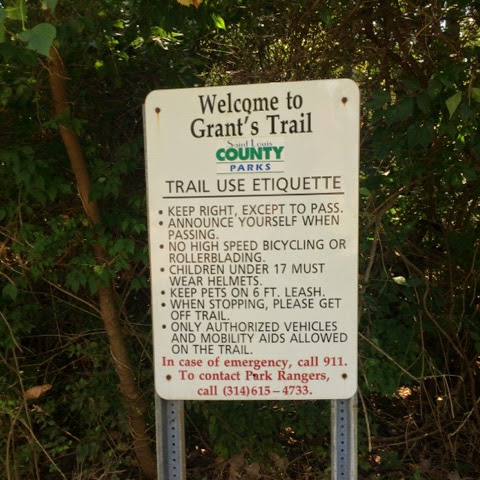 Welcome to
Grant's Trail
Saint Louis
COUNTY
PARKS
TRAIL USE ETIQUETTE
• KEEP RIGHT, EXCEPT TO PASS.
• ANNOUNCE YOURSELF WHEN
PASSING.
• NO HIGH SPEED BICYCLING OR
ROLLERBLADING.
• CHILDREN UNDER 17 MUST
WEAR HELMETS.
• KEEP PETS ON 6 FT. LEASH.
• WHEN STOPPING, PLEASE GET
OFF TRAIL.
• ONLY AUTHORIZED VEHICLES
AND MOBILITY AIDS ALLOWED
ON THE TRAIL.
In case of emergency, call 911.
To contact Park Rangers,
call (314)615-4733.